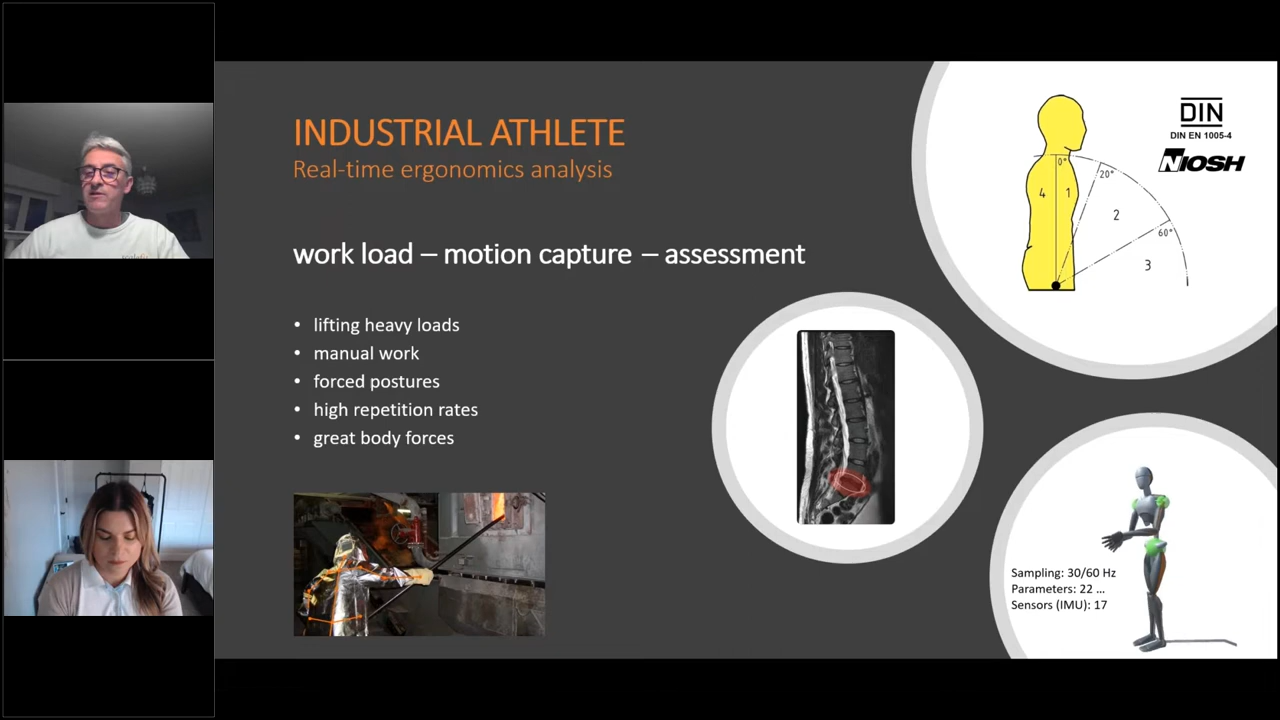 INDUSTRIAL ATHLETE
Real-time ergonomics analysis
work load – motion capture – assessment
• lifting heavy loads
• manual work
• forced postures
• high repetition rates
• great body forces
DIN
DIN EN 1005-4
NIOSH
0°
20°
60°
4
1
2
3
Sampling: 30/60 Hz
Parameters: 22 ...
Sensors (IMU): 17